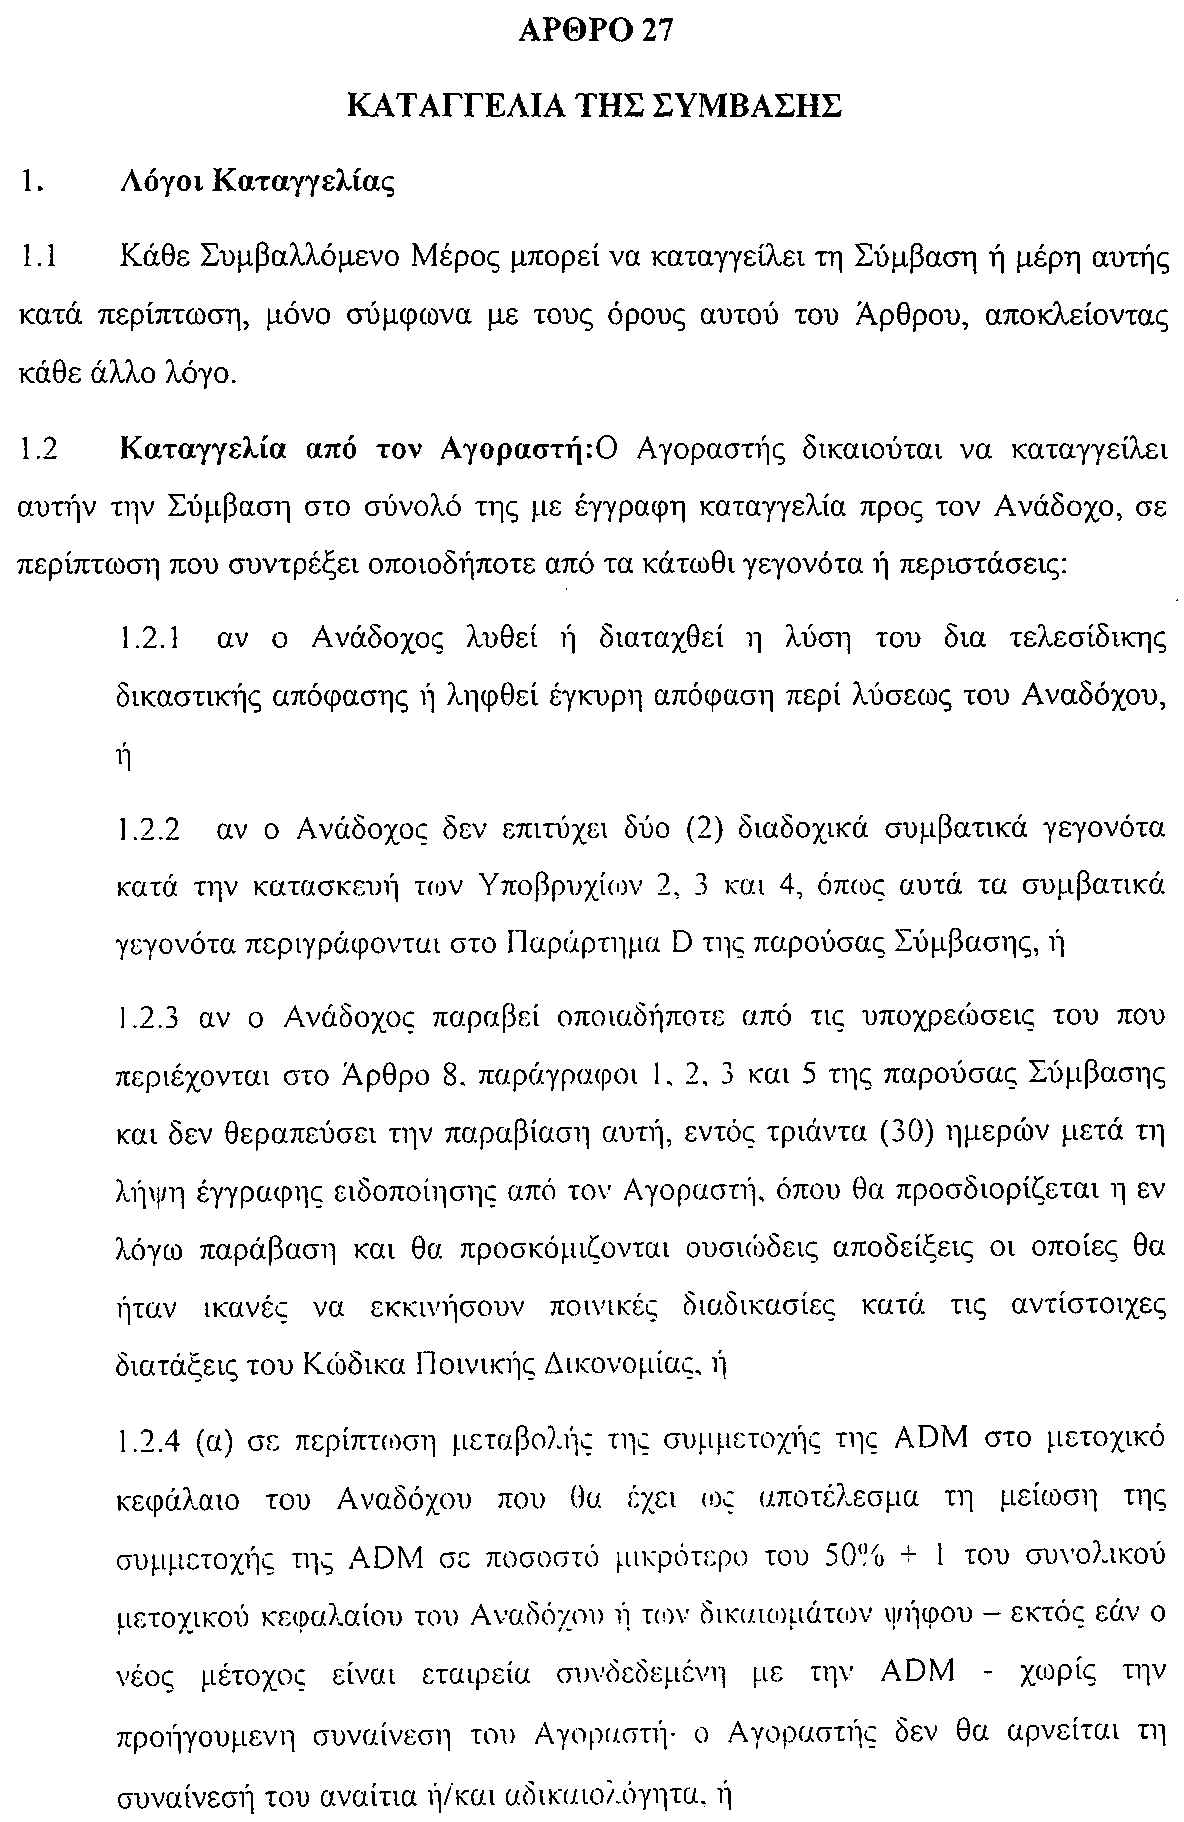 ΑΡΘΡΟ 27
ΚΑΤΑΓΓΕΛΙΑ ΤΗΣ ΣΥΜΒΑΣΗΣ
1. Λόγοι Καταγγελίας
1.1 Κάθε Συμβαλλόμενο Μέρος μπορεί να καταγγείλει τη Σύμβαση ή μέρη αυτής
κατά περίπτωση, μόνο σύμφωνα με τους όρους αυτού του Άρθρου, αποκλείοντας
κάθε άλλο λόγο.
1.2 Καταγγελία από τον Αγοραστή:Ο Αγοραστής δικαιούται να καταγγείλει
αυτήν την Σύμβαση στο σύνολό της με έγγραφη καταγγελία προς τον Ανάδοχο, σε
περίπτωση που συντρέξει οποιοδήποτε από τα κάτωθι γεγονότα ή περιστάσεις:
1.2.1 αν ο Ανάδοχος λυθεί ή διαταχθεί η λύση του δια τελεσίδικης
δικαστικής απόφασης ή ληφθεί έγκυρη απόφαση περί λύσεως του Αναδόχου,
ή
1.2.2 αν ο Ανάδοχος δεν επιτύχει δύο (2) διαδοχικά συμβατικά γεγονότα
κατά την κατασκευή των Υποβρυχίων 2, 3 και 4, όπως αυτά τα συμβατικά
γεγονότα περιγράφονται στο Παράρτημα D της παρούσας Σύμβασης, ή
1.2.3 αν ο Ανάδοχος παραβεί οποιαδήποτε από τις υποχρεώσεις του που
περιέχονται στο Άρθρο 8, παράγραφοι 1, 2, 3 και 5 της παρούσας Σύμβασης
και δεν θεραπεύσει την παραβίαση αυτή, εντός τριάντα (30) ημερών μετά τη
λήψη έγγραφης ειδοποίησης από τον Αγοραστή, όπου θα προσδιορίζεται η εν
λόγω παράβαση και θα προσκόμιζονται ουσιώδεις αποδείξεις οι οποίες θα
ήταν ικανές να εκκινήσουν ποινικές διαδικασίες κατά τις αντίστοιχες
διατάξεις του Κώδικα Ποινικής Δικονομίας, ή
1.2.4 (α) σε περίπτωση μεταβολής της συμμετοχής της ADM στο μετοχικό
κεφάλαιο του Αναδόχου που θα έχει ως αποτέλεσμα τη μείωση της
συμμετοχής της ADM σε ποσοστό μικρότερο του 50% + 1 του συνολικού
μετοχικού κεφαλαίου του Αναδόχου ή των δικαιωμάτων ψήφου – εκτός εάν ο
νέος μέτοχος είναι εταιρεία συνδεδεμένη με την ADM - χωρίς την
προήγουμενη συναίνεση του Αγοραστή· ο Αγοραστής δεν θα αρνείται τη
συναίνεσή του αναίτια ή/και αδικαιολόγητα, ή